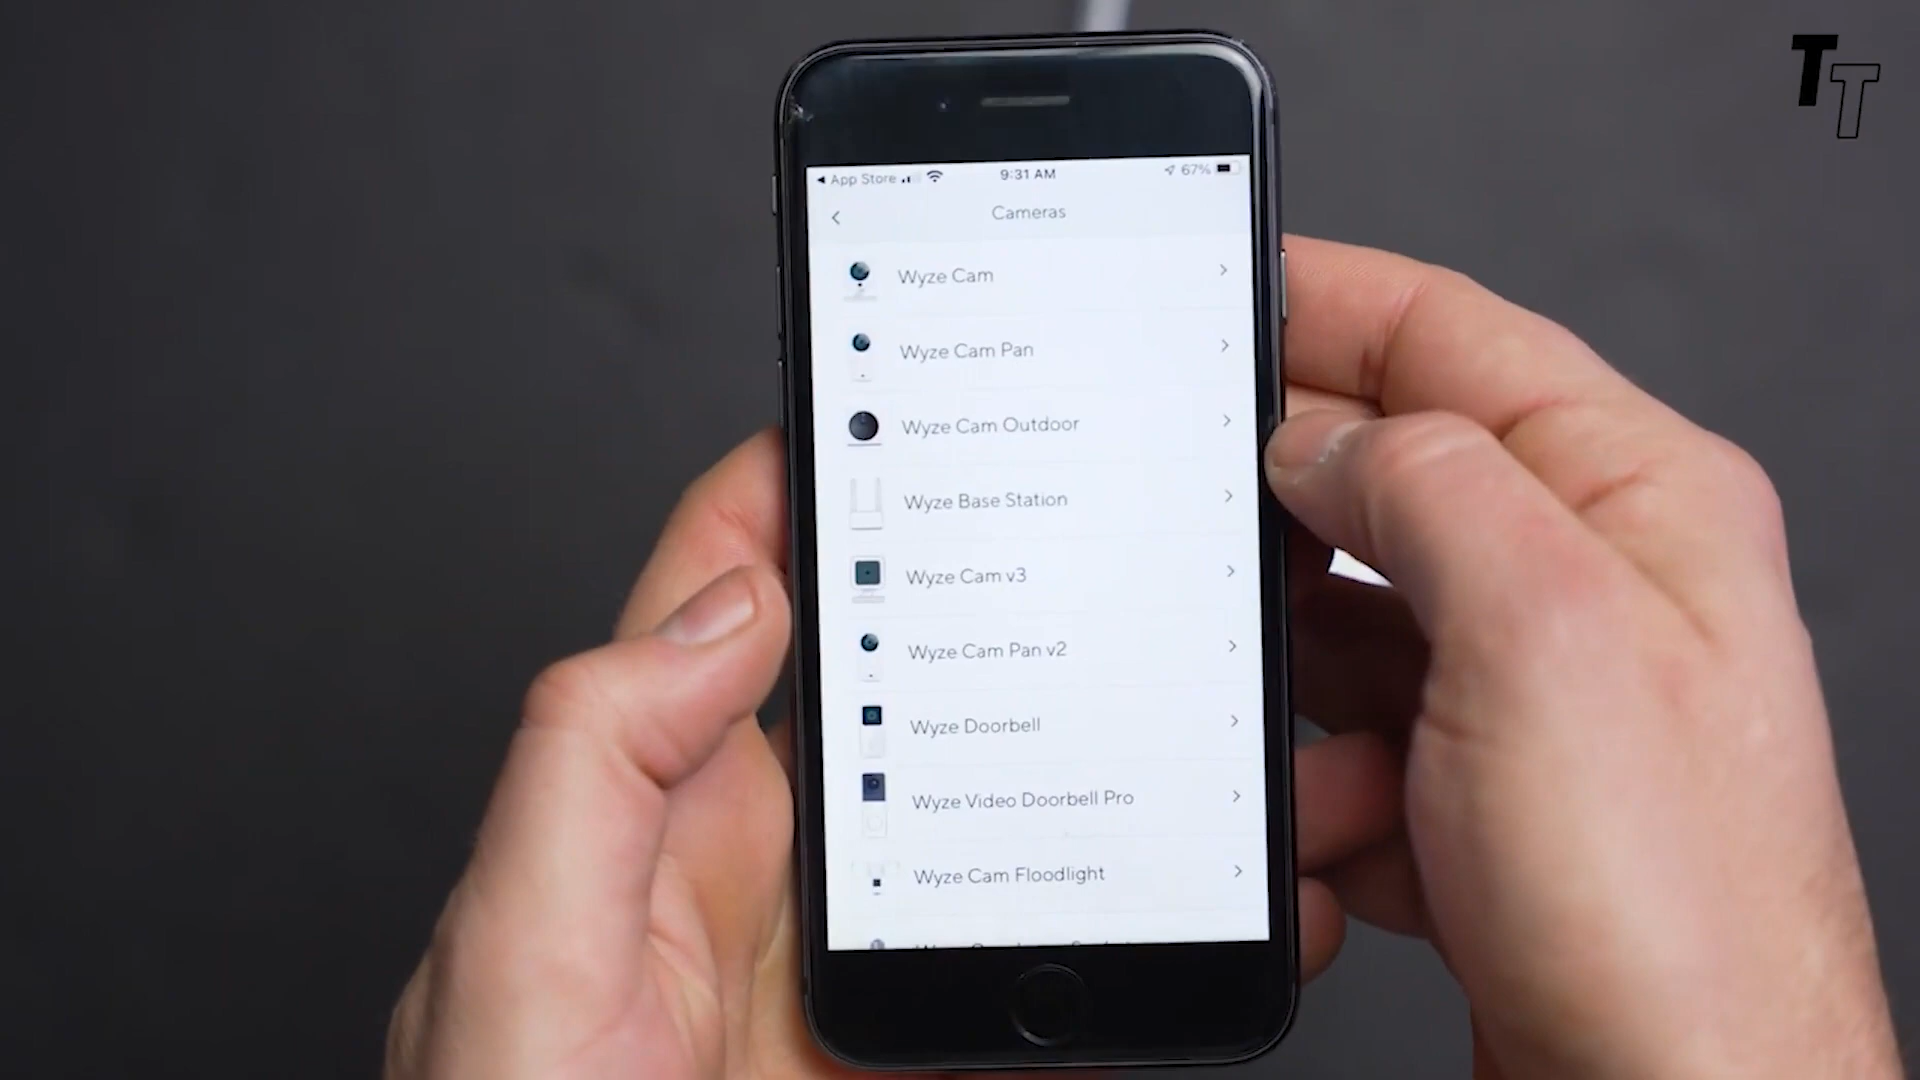 TT
App Store
9:31 AM
67%
Cameras
Wyze Cam
Wyze Cam Pan
Wyze Cam Outdoor
Wyze Base Station
Wyze Cam v3
Wyze Cam Pan v2
Wyze Doorbell
Wyze Video Doorbell Pro
Wyze Cam Floodlight